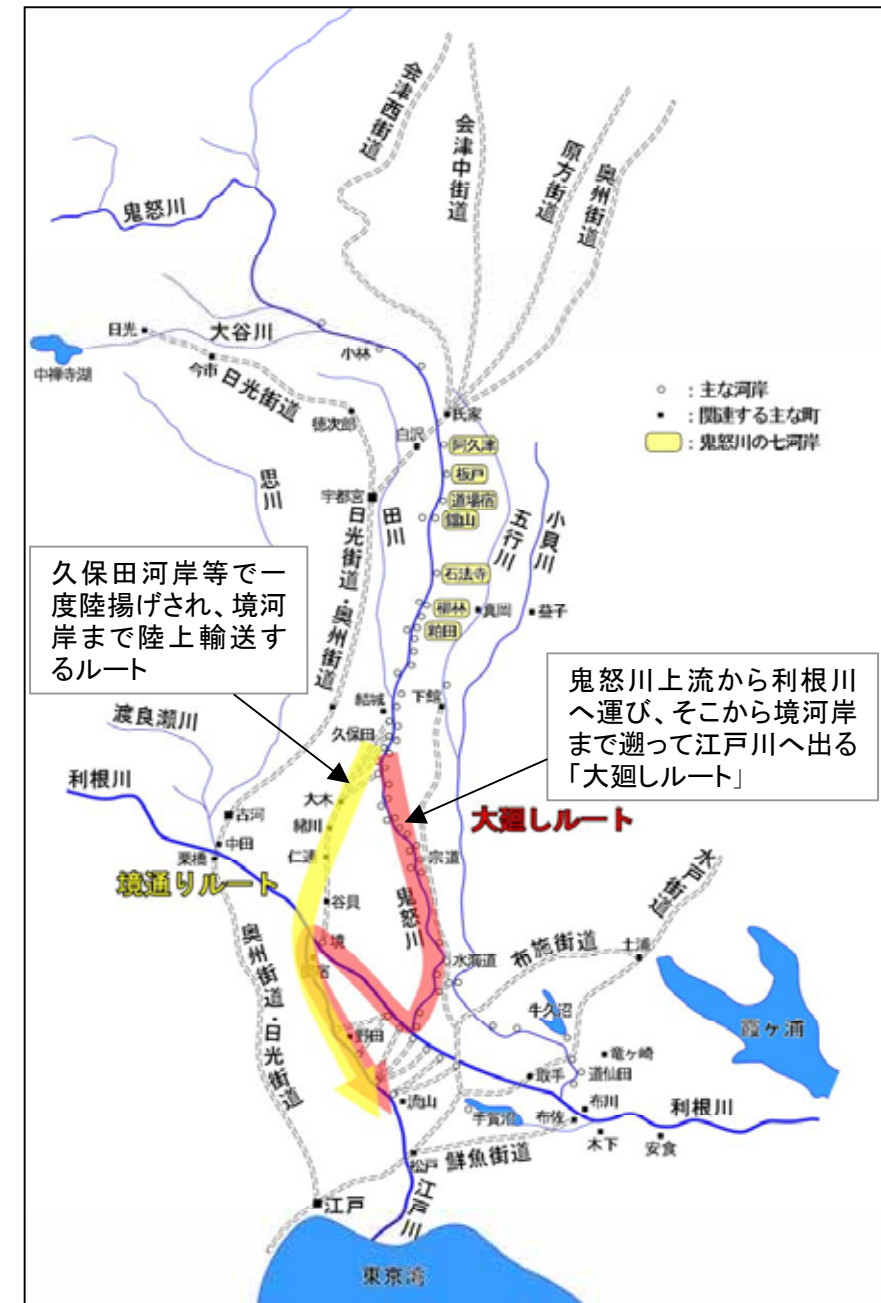 会津西街道
会津中街道
原方街道
奥州街道
鬼怒川
日光
大谷川
小林
中禅寺湖
今市
日光街道
徳次郎
氏家
白沢
○ : 主な河岸
■ : 関連する主な町
: 鬼怒川の七河岸
阿久津
板戸
道場宿
鐺山
石法寺
柳林
粕田
思川
宇都宮
田川
日光街道・奥州街道
五行川
小貝川
真岡
益子
久保田河岸等で一
度陸揚げされ、境河
岸まで陸上輸送す
るルート
鬼怒川上流から利根川
へ運び、そこから境河岸
まで遡って江戸川へ出る
「大廻しルート」
渡良瀬川
結城
下館
久保田
利根川
古河
大木
諸川
大廻しルート
中田
栗橋
仁連
宗道
境通りルート
谷貝
鬼怒川
水戸街道
境
関宿
水海道
布施街道
土浦
奥州街道・日光街道
野田
牛久沼
霞ヶ浦
竜ヶ崎
取手
道仙田
流山
手賀沼
布佐
布川
利根川
木下
安食
松戸
鮮魚街道
江戸
江戸川
東京湾